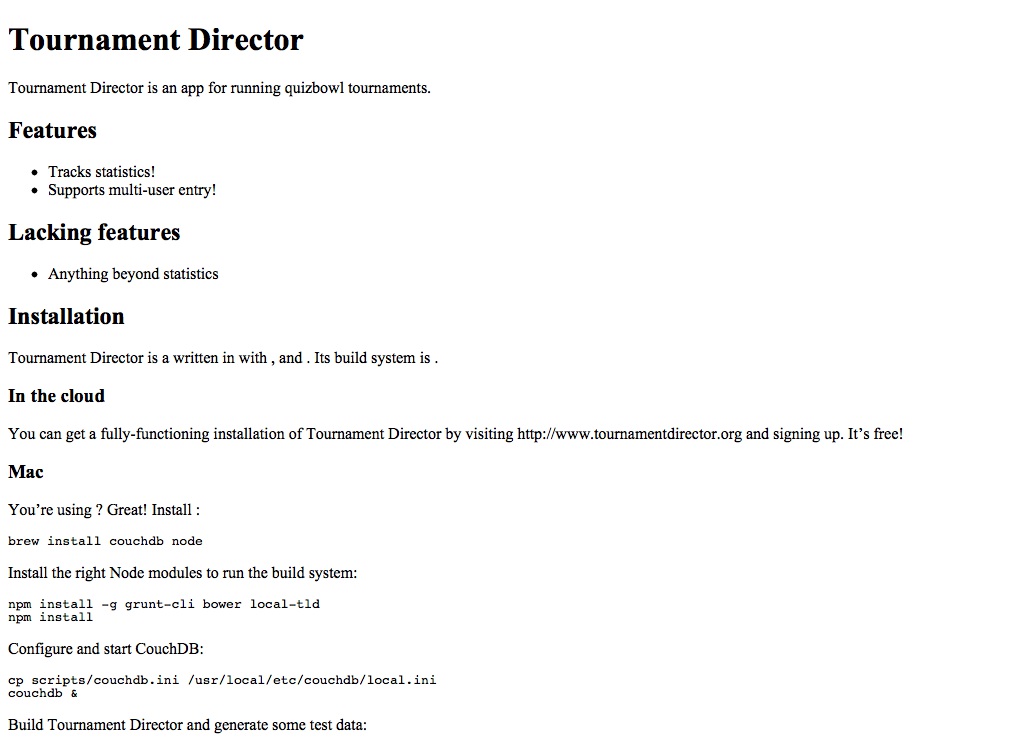 Tournament Director
Tournament Director is an app for running quizbowl tournaments.
Features
• Tracks statistics!
• Supports multi-user entry!
Lacking features
• Anything beyond statistics
Installation
Tournament Director is a written in with , and . Its build system is .
In the cloud
You can get a fully-functioning installation of Tournament Director by visiting http://www.tournamentdirector.org and signing up. It’s free!
Mac
You’re using ? Great! Install :
brew install couchdb node
Install the right Node modules to run the build system:
npm install -g grunt-cli bower local-tld
npm install
Configure and start CouchDB:
cp scripts/couchdb.ini /usr/local/etc/couchdb/local.ini
couchdb &
Build Tournament Director and generate some test data: